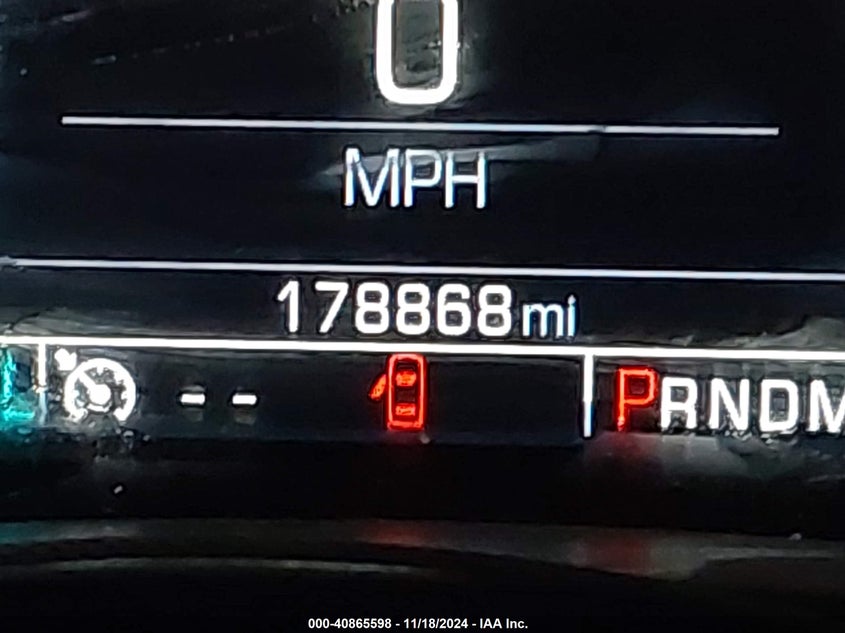 0
MPH
178868 mi
-- PRNDM
000-40865598 - 11/18/2024 - IAA Inc.